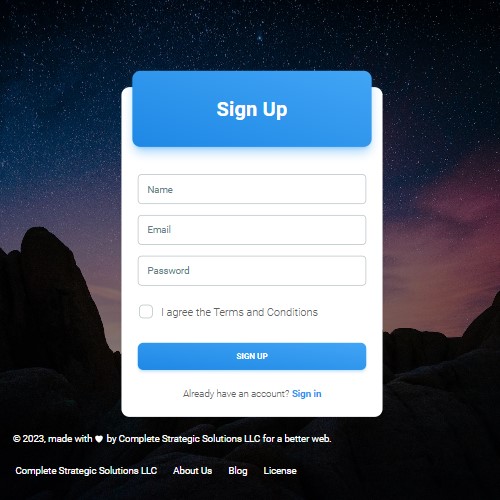 Sign Up
Name
Email
Password
I agree the Terms and Conditions
SIGN UP
Already have an account? Sign in
© 2023, made with ♥ by Complete Strategic Solutions LLC for a better web.
Complete Strategic Solutions LLC About Us Blog License